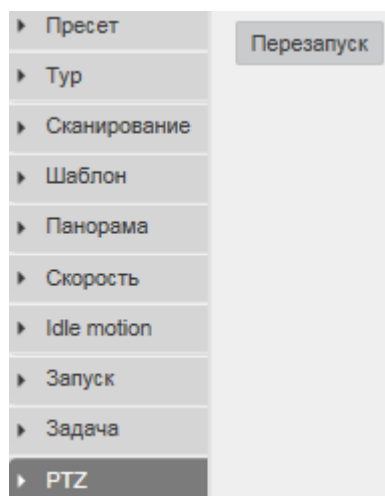 Пресет
Перезапуск
Тур
Сканирование
Шаблон
Панорама
Скорость
Idle motion
Запуск
Задача
PTZ